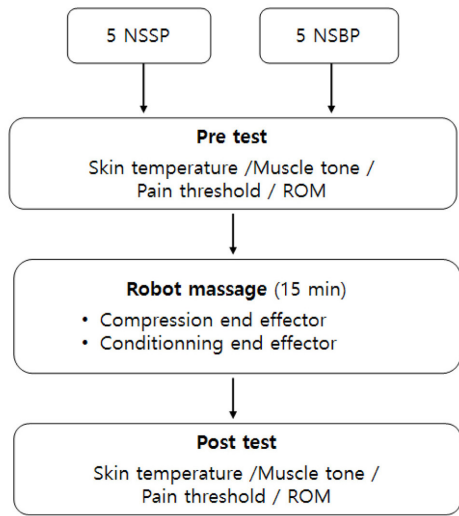 5 NSSP
5 NSBP
Pre test
Skin temperature /Muscle tone /
Pain threshold / ROM
Robot massage (15 min)
• Compression end effector
• Conditionning end effector
Post test
Skin temperature /Muscle tone /
Pain threshold / ROM